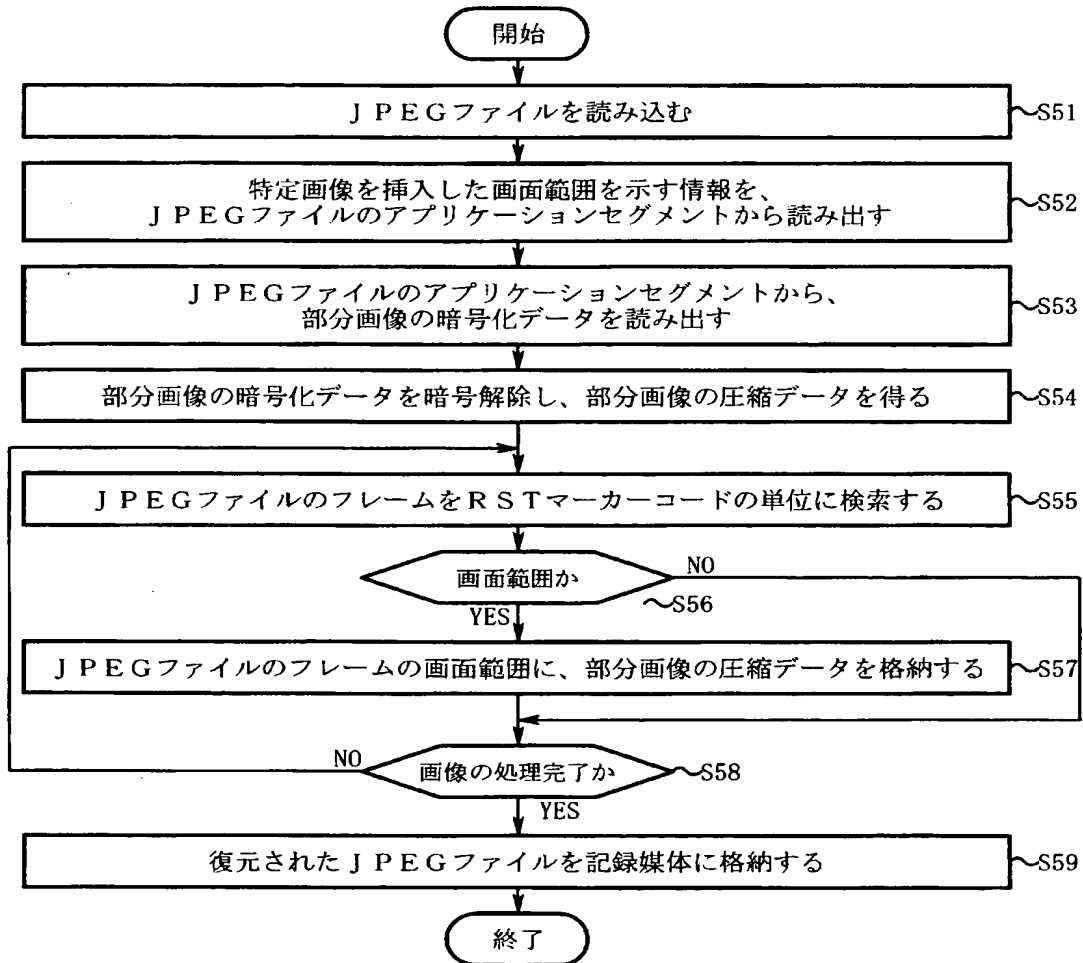 開始
ＪＰＥＧファイルを読み込む
S51
特定画像を挿入した画面範囲を示す情報を、
ＪＰＥＧファイルのアプリケーションセグメントから読み出す
S52
ＪＰＥＧファイルのアプリケーションセグメントから、
部分画像の暗号化データを読み出す
S53
部分画像の暗号化データを暗号解除し、部分画像の圧縮データを得る
S54
ＪＰＥＧファイルのフレームをＲＳＴマーカーコードの単位に検索する
S55
画面範囲か
NO
S56
YES
ＪＰＥＧファイルのフレームの画面範囲に、部分画像の圧縮データを格納する
S57
NO
画像の処理完了か
S58
YES
復元されたＪＰＥＧファイルを記録媒体に格納する
S59
終了